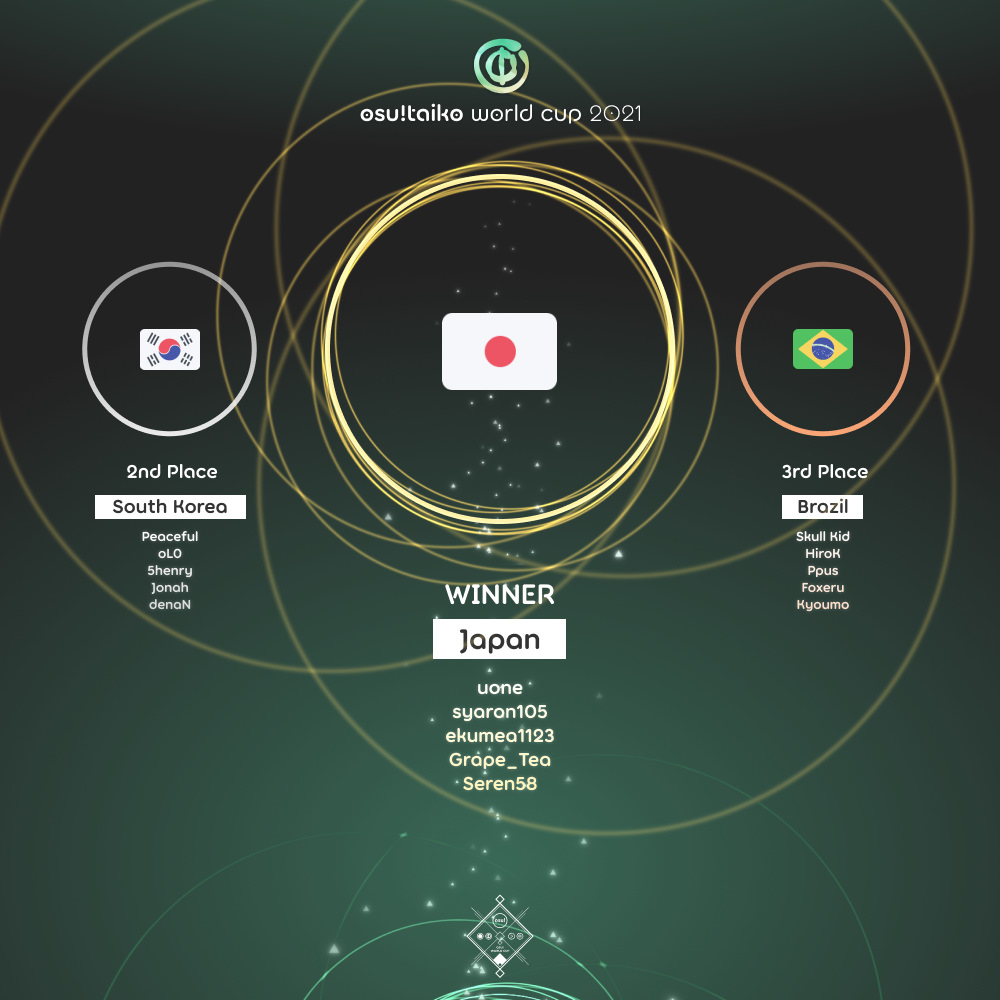 osu!taiko world cup 2021
2nd Place
South Korea
Peaceful
oLO
5henry
Jonah
denaN
WINNER
Japan
uone
syaran105
ekumea1123
Grape_Tea
Seren58
3rd Place
Brazil
Skull Kid
HiroK
Ppus
Foxeru
Kyoumo
osu!